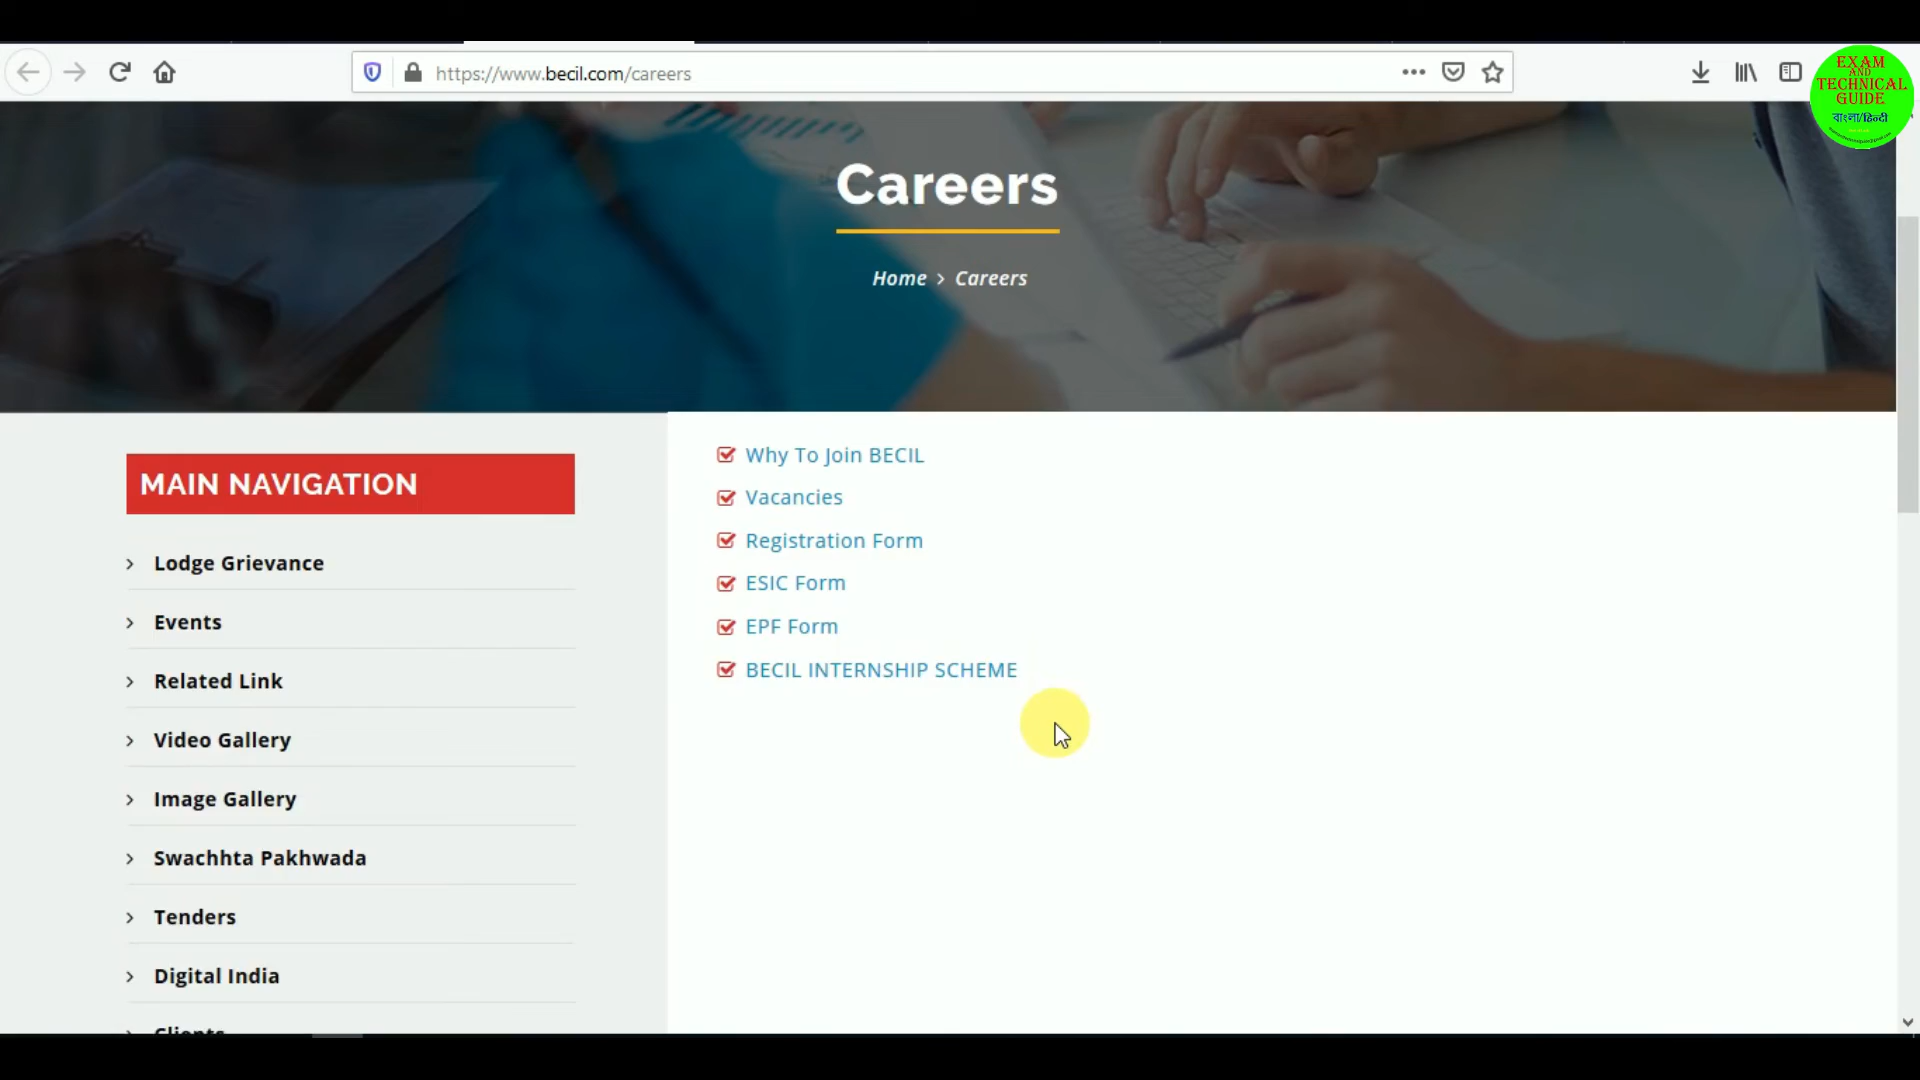 https://www.becil.com/careers
EXAM
AND
TECHNICAL
GUIDE
বাংলা/हिन्दी
Careers
Home > Careers
MAIN NAVIGATION
Lodge Grievance
Events
Related Link
Video Gallery
Image Gallery
Swachhta Pakhwada
Tenders
Digital India
Clients
Why To Join BECIL
Vacancies
Registration Form
ESIC Form
EPF Form
BECIL INTERNSHIP SCHEME